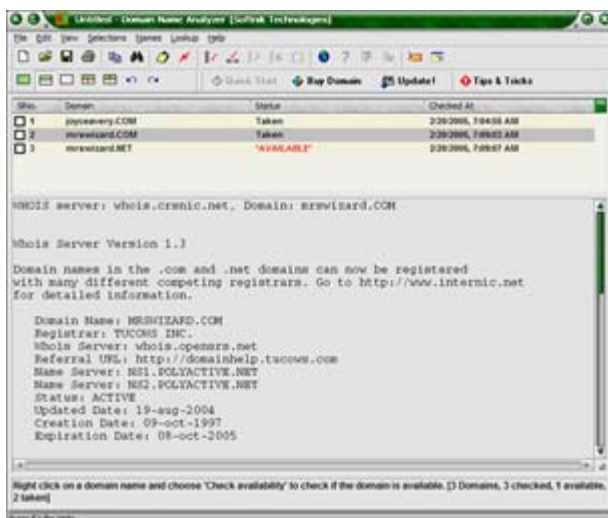 Untitled - Domain Name Analyzer [Softnik Technologies]
File Edit View Selections Names Lookup Help
Quick Start Buy Domain Update! Tips & Tricks
Domain Status Checked At
1 joyceavery.COM Taken 2/20/2005, 7:04:55 AM
2 mrswizard.COM Taken 2/20/2005, 7:09:03 AM
3 mrswizard.NET *AVAILABLE* 2/20/2005, 7:09:07 AM
WHOIS server: whois.crsnic.net, Domain: mrswizard.COM
Whois Server Version 1.3
Domain names in the .com and .net domains can now be registered
with many different competing registrars. Go to http://www.internic.net
for detailed information.
Domain Name: MRSWIZARD.COM
Registrar: TUCOWS INC.
Whois Server: whois.opensrs.net
Referral URL: http://domainhelp.tucows.com
Name Server: NS1.POLYACTIVE.NET
Name Server: NS2.POLYACTIVE.NET
Status: ACTIVE
Updated Date: 19-aug-2004
Creation Date: 09-oct-1997
Expiration Date: 08-oct-2005
Right click on a domain name and choose 'Check availability' to check if the domain is available. [3 Domains, 3 checked, 1 available,
2 taken]